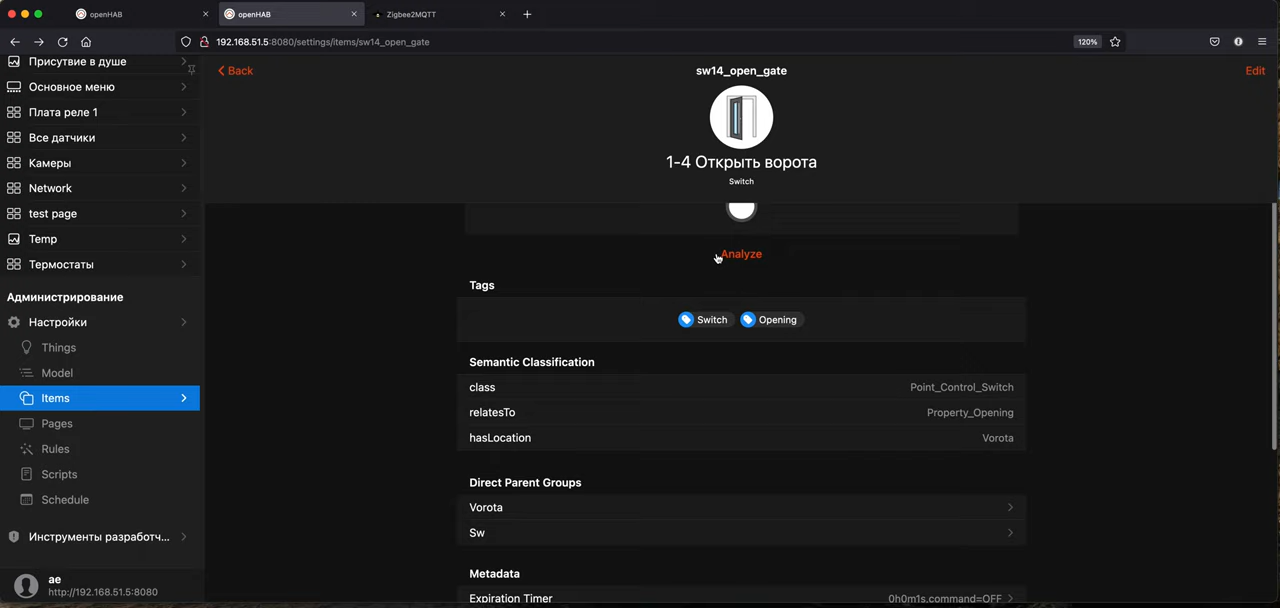 openHAB
openHAB
Zigbee2MQTT
192.168.51.5:8080/settings/items/sw14_open_gate
120%
Присутвие в душе
Основное меню
Плата реле 1
Все датчики
Камеры
Network
test page
Temp
Термостаты
Администрирование
Настройки
Things
Model
Items
Pages
Rules
Scripts
Schedule
Инструменты разработч...
ae
http://192.168.51.5:8080
Back
sw14_open_gate
Edit
1-4 Открыть ворота
Switch
Analyze
Tags
Switch
Opening
Semantic Classification
class
Point_Control_Switch
relatesTo
Property_Opening
hasLocation
Vorota
Direct Parent Groups
Vorota
Sw
Metadata
Expiration Timer
0h0m1s,command=OFF